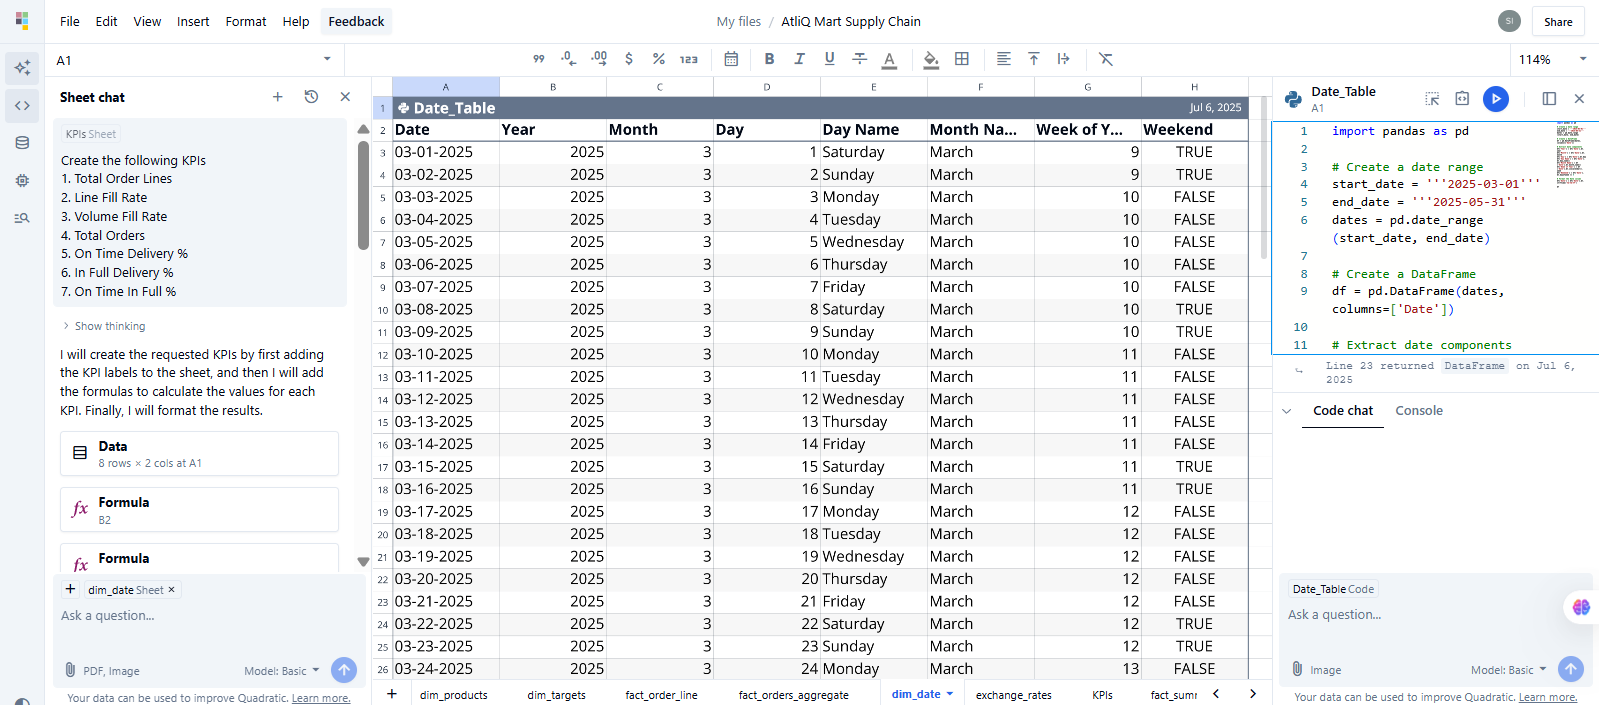 File Edit View Insert Format Help Feedback
My files / AtliQ Mart Supply Chain
SI Share
A1
99 .0 .00 $ % 123 B I U A
114%
Sheet chat
KPIs Sheet
Create the following KPIs
1. Total Order Lines
2. Line Fill Rate
3. Volume Fill Rate
4. Total Orders
5. On Time Delivery %
6. In Full Delivery %
7. On Time In Full %
Show thinking
I will create the requested KPIs by first adding
the KPI labels to the sheet, and then I will add
the formulas to calculate the values for each
KPI. Finally, I will format the results.
Data
8 rows × 2 cols at A1
fx Formula
B2
fx Formula
+ dim_date Sheet ×
Ask a question...
PDF, Image Model: Basic
Your data can be used to improve Quadratic. Learn more.
A B C D E F G H
1 Date_Table Jul 6, 2025
2 Date Year Month Day Day Name Month Na... Week of Y... Weekend
3 03-01-2025 2025 3 1 Saturday March 9 TRUE
4 03-02-2025 2025 3 2 Sunday March 9 TRUE
5 03-03-2025 2025 3 3 Monday March 10 FALSE
6 03-04-2025 2025 3 4 Tuesday March 10 FALSE
7 03-05-2025 2025 3 5 Wednesday March 10 FALSE
8 03-06-2025 2025 3 6 Thursday March 10 FALSE
9 03-07-2025 2025 3 7 Friday March 10 FALSE
10 03-08-2025 2025 3 8 Saturday March 10 TRUE
11 03-09-2025 2025 3 9 Sunday March 10 TRUE
12 03-10-2025 2025 3 10 Monday March 11 FALSE
13 03-11-2025 2025 3 11 Tuesday March 11 FALSE
14 03-12-2025 2025 3 12 Wednesday March 11 FALSE
15 03-13-2025 2025 3 13 Thursday March 11 FALSE
16 03-14-2025 2025 3 14 Friday March 11 FALSE
17 03-15-2025 2025 3 15 Saturday March 11 TRUE
18 03-16-2025 2025 3 16 Sunday March 11 TRUE
19 03-17-2025 2025 3 17 Monday March 12 FALSE
20 03-18-2025 2025 3 18 Tuesday March 12 FALSE
21 03-19-2025 2025 3 19 Wednesday March 12 FALSE
22 03-20-2025 2025 3 20 Thursday March 12 FALSE
23 03-21-2025 2025 3 21 Friday March 12 FALSE
24 03-22-2025 2025 3 22 Saturday March 12 TRUE
25 03-23-2025 2025 3 23 Sunday March 12 TRUE
26 03-24-2025 2025 3 24 Monday March 13 FALSE
+ dim_products dim_targets fact_order_line fact_orders_aggregate dim_date exchange_rates KPIs fact_sumr
Date_Table
A1
1 import pandas as pd
2
3 # Create a date range
4 start_date = '''2025-03-01'''
5 end_date = '''2025-05-31'''
6 dates = pd.date_range
(start_date, end_date)
7
8 # Create a DataFrame
9 df = pd.DataFrame(dates,
columns=['Date'])
10
11 # Extract date components
Line 23 returned DataFrame on Jul 6,
2025
Code chat Console
Date_Table Code
Ask a question...
Image Model: Basic
Your data can be used to improve Quadratic. Learn more.